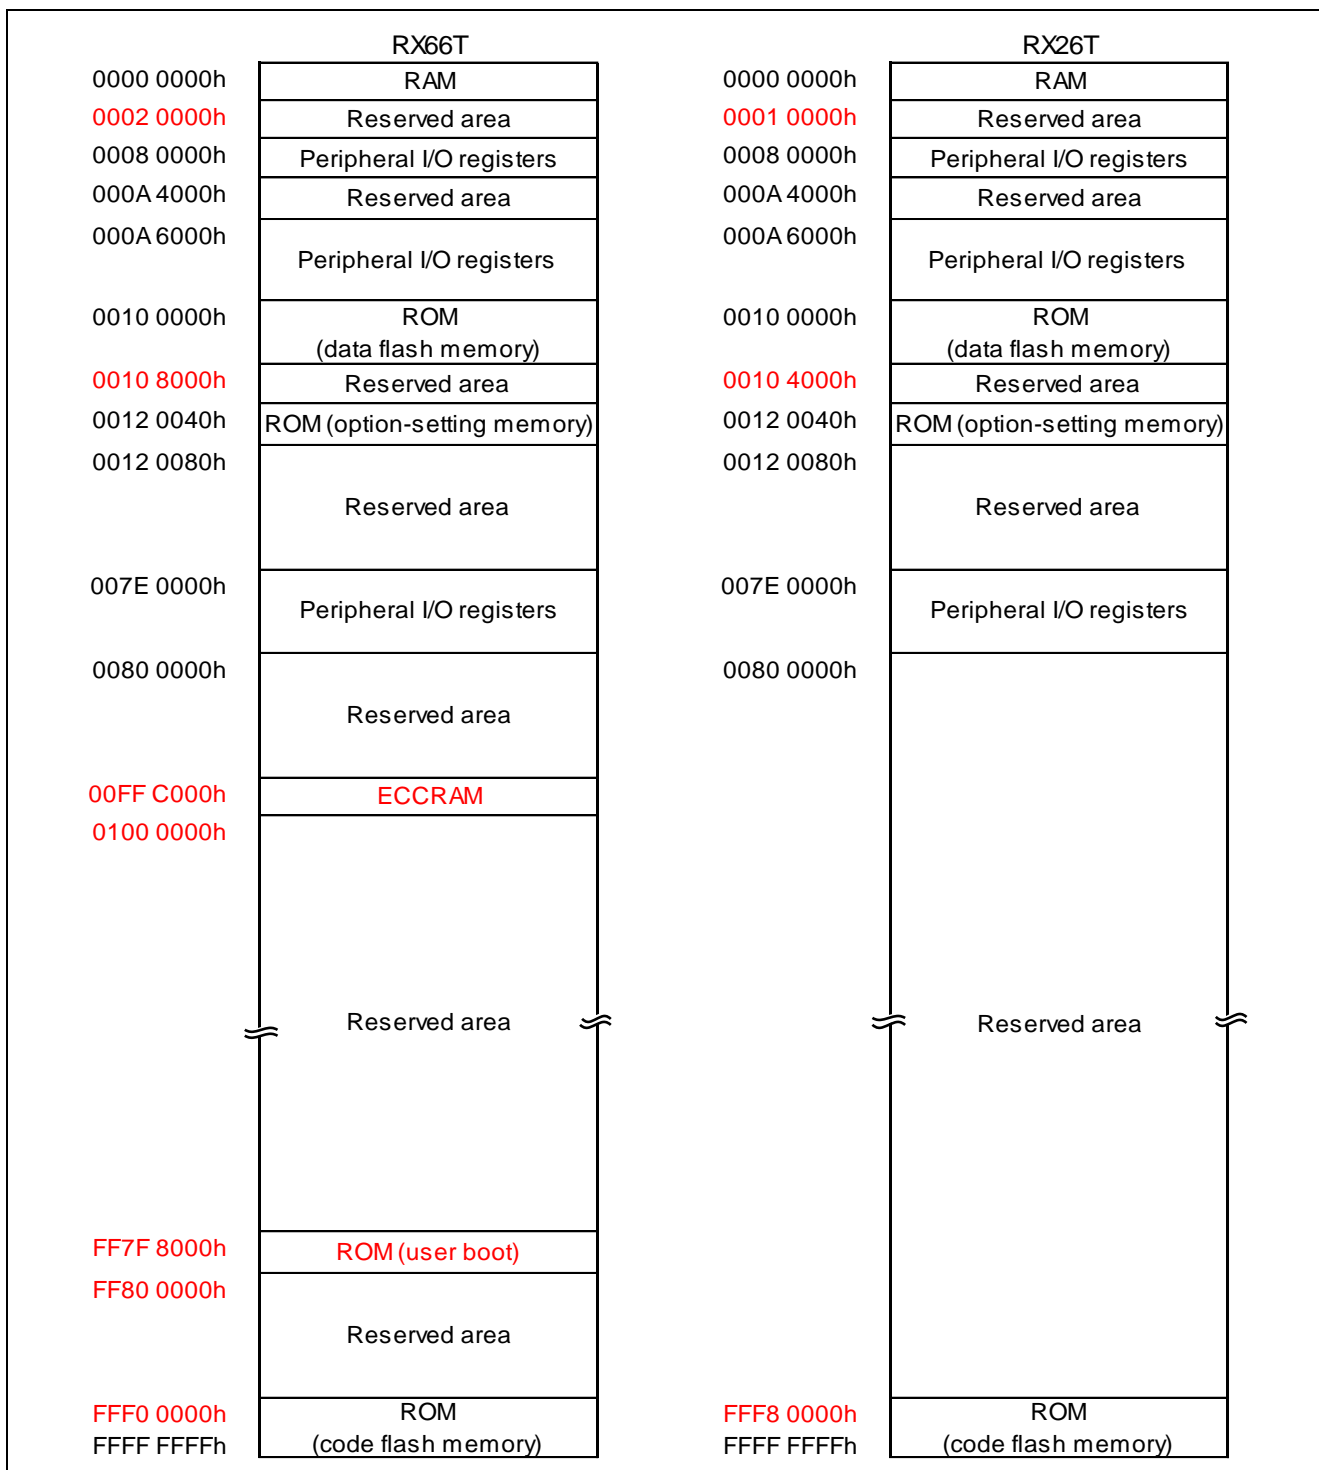 RX66T
0000 0000h
RAM
0002 0000h
Reserved area
0008 0000h
Peripheral I/O registers
000A 4000h
Reserved area
000A 6000h
Peripheral I/O registers
0010 0000h
ROM
(data flash memory)
0010 8000h
Reserved area
0012 0040h
ROM (option-setting memory)
0012 0080h
Reserved area
007E 0000h
Peripheral I/O registers
0080 0000h
Reserved area
00FF C000h
ECCRAM
0100 0000h
Reserved area
FF7F 8000h
ROM (user boot)
FF80 0000h
Reserved area
FFF0 0000h
ROM
(code flash memory)
FFFF FFFFh
RX26T
0000 0000h
RAM
0001 0000h
Reserved area
0008 0000h
Peripheral I/O registers
000A 4000h
Reserved area
000A 6000h
Peripheral I/O registers
0010 0000h
ROM
(data flash memory)
0010 4000h
Reserved area
0012 0040h
ROM (option-setting memory)
0012 0080h
Reserved area
007E 0000h
Peripheral I/O registers
0080 0000h
Reserved area
FFF8 0000h
ROM
(code flash memory)
FFFF FFFFh